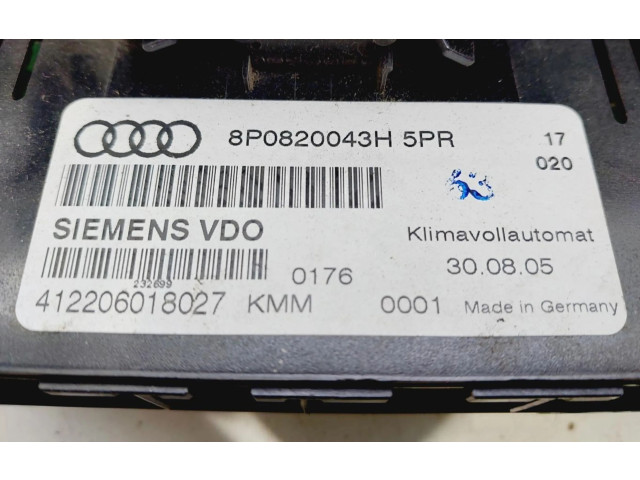 8P0820043H 5PR 17
020
SIEMENS VDO
Klimavollautomat
232699
0176
30.08.05
412206018027 KMM 0001 Made in Germany